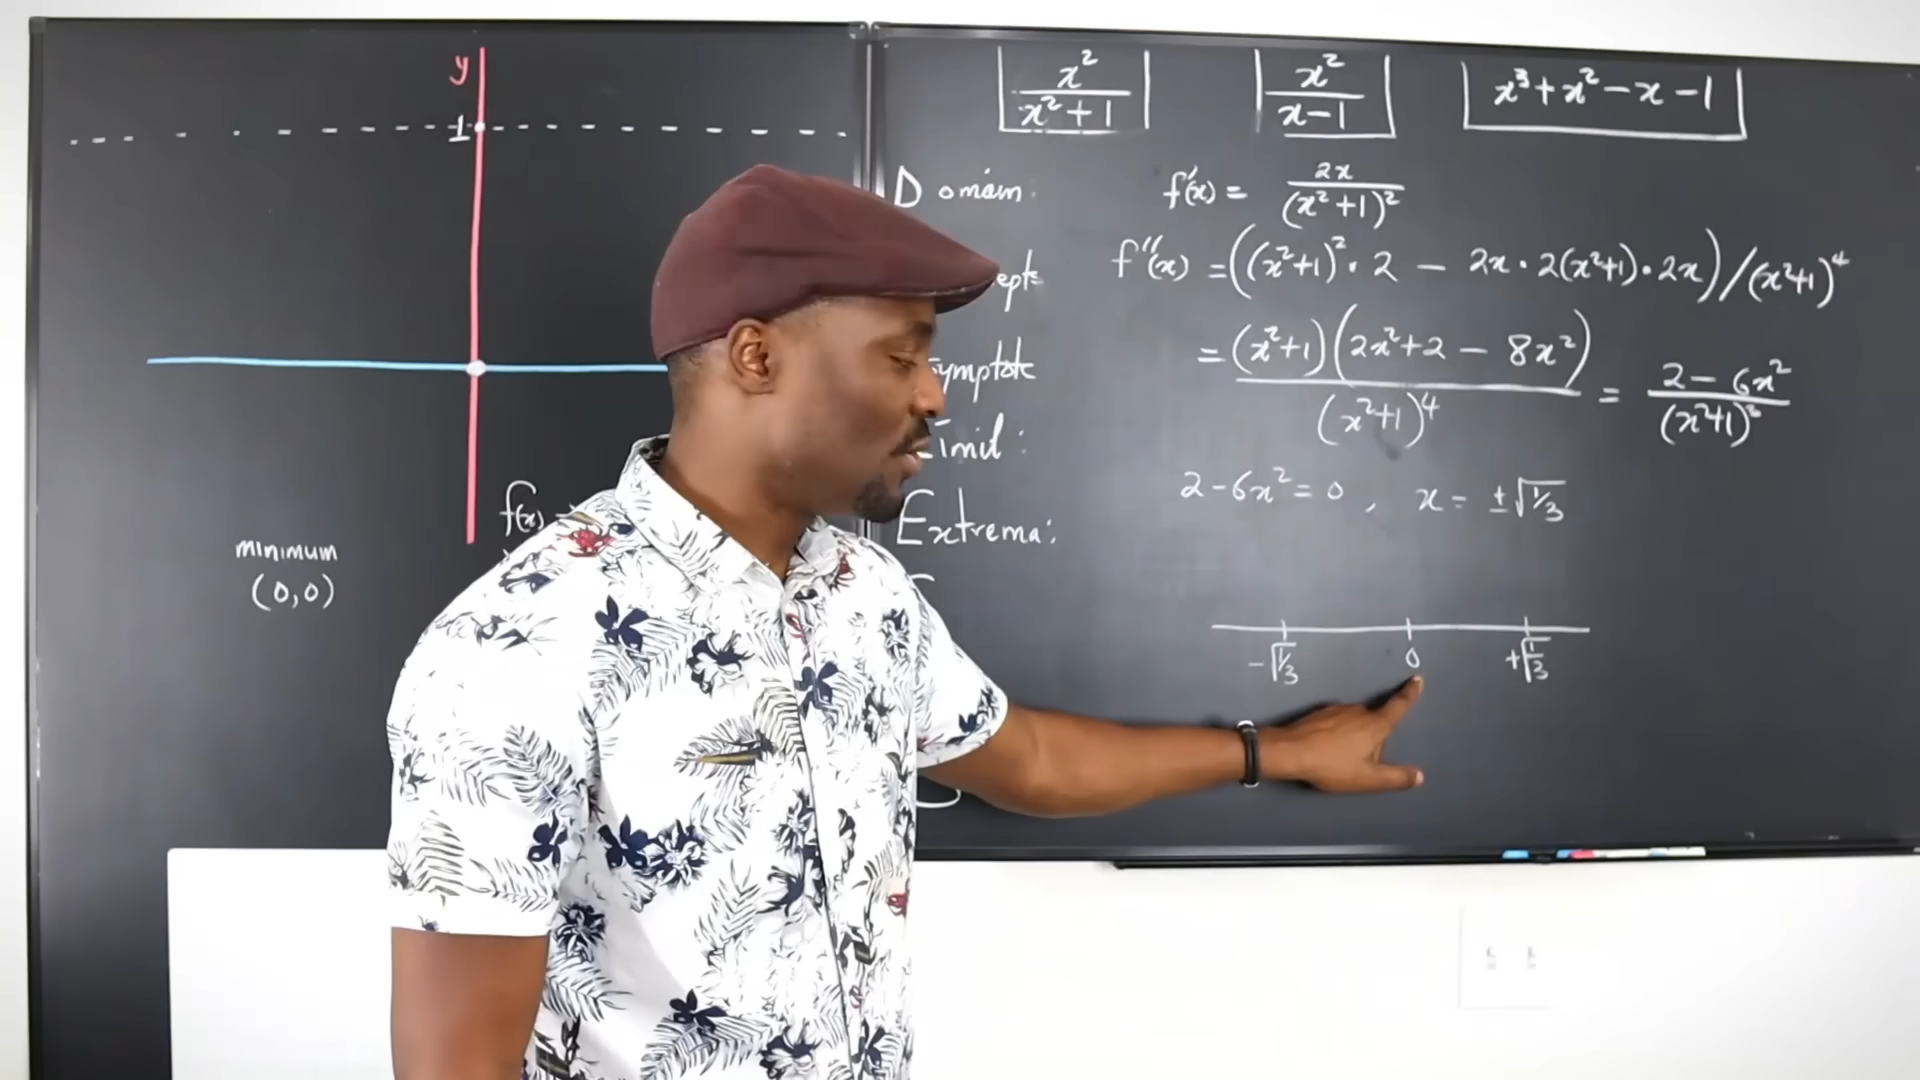 y
1
f(x)
minimum
(0,0)
x²/(x²+1)
x²/(x-1)
x³+x²-x-1
Domain:
f'(x) = 2x/(x²+1)²
f''(x) = ((x²+1)²·2 - 2x·2(x²+1)·2x)/(x²+1)⁴
= (x²+1)(2x²+2 - 8x²)/(x²+1)⁴ = (2-6x²)/(x²+1)³
Extrema:
2-6x²=0, x= ±√1/3
-√1/3 0 +√1/3